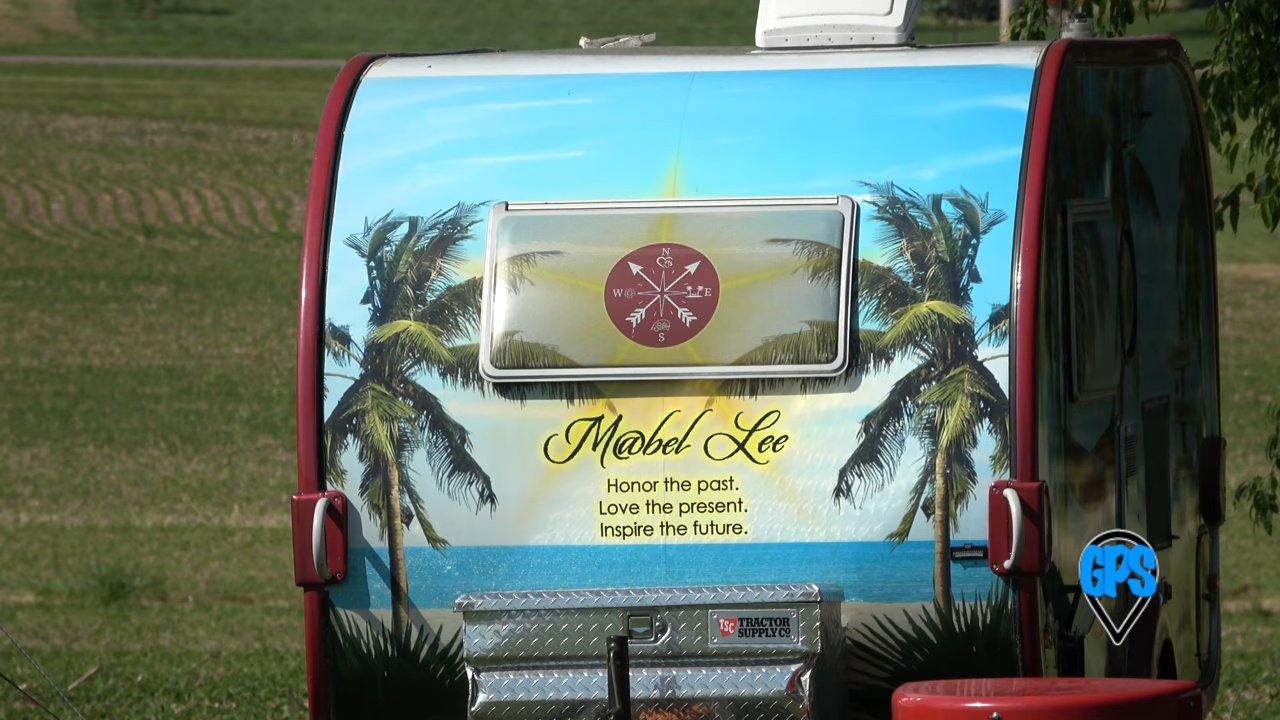 N
W E
S
M@bel Lee
Honor the past.
Love the present.
Inspire the future.
TSC TRACTOR
SUPPLY CO
GPS